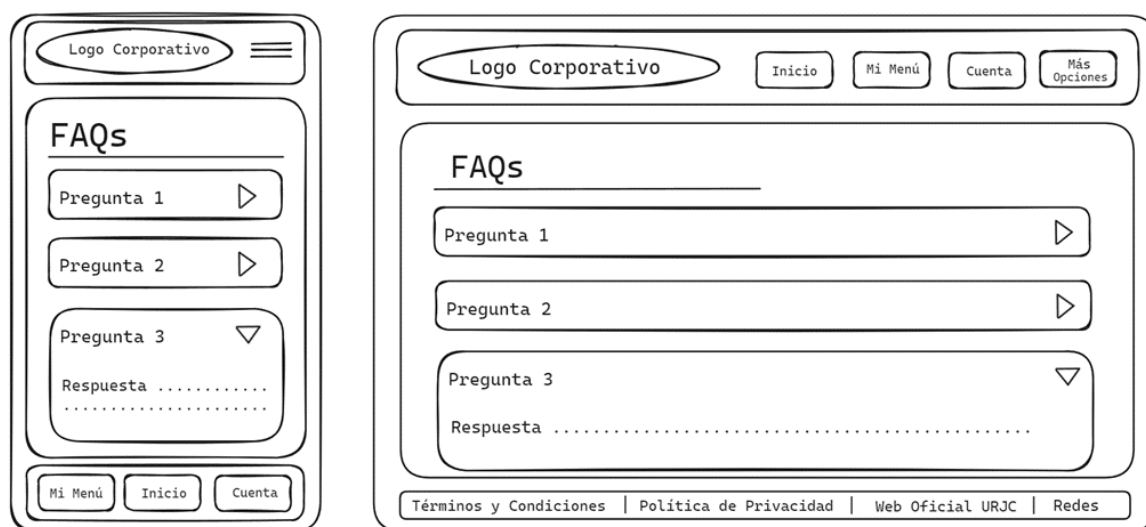 Logo Corporativo
FAQs
Pregunta 1
Pregunta 2
Pregunta 3
Respuesta ............
......................
Mi Menú
Inicio
Cuenta
Logo Corporativo
Inicio
Mi Menú
Cuenta
Más
Opciones
FAQs
Pregunta 1
Pregunta 2
Pregunta 3
Respuesta ................................................
Términos y Condiciones | Política de Privacidad | Web Oficial URJC | Redes